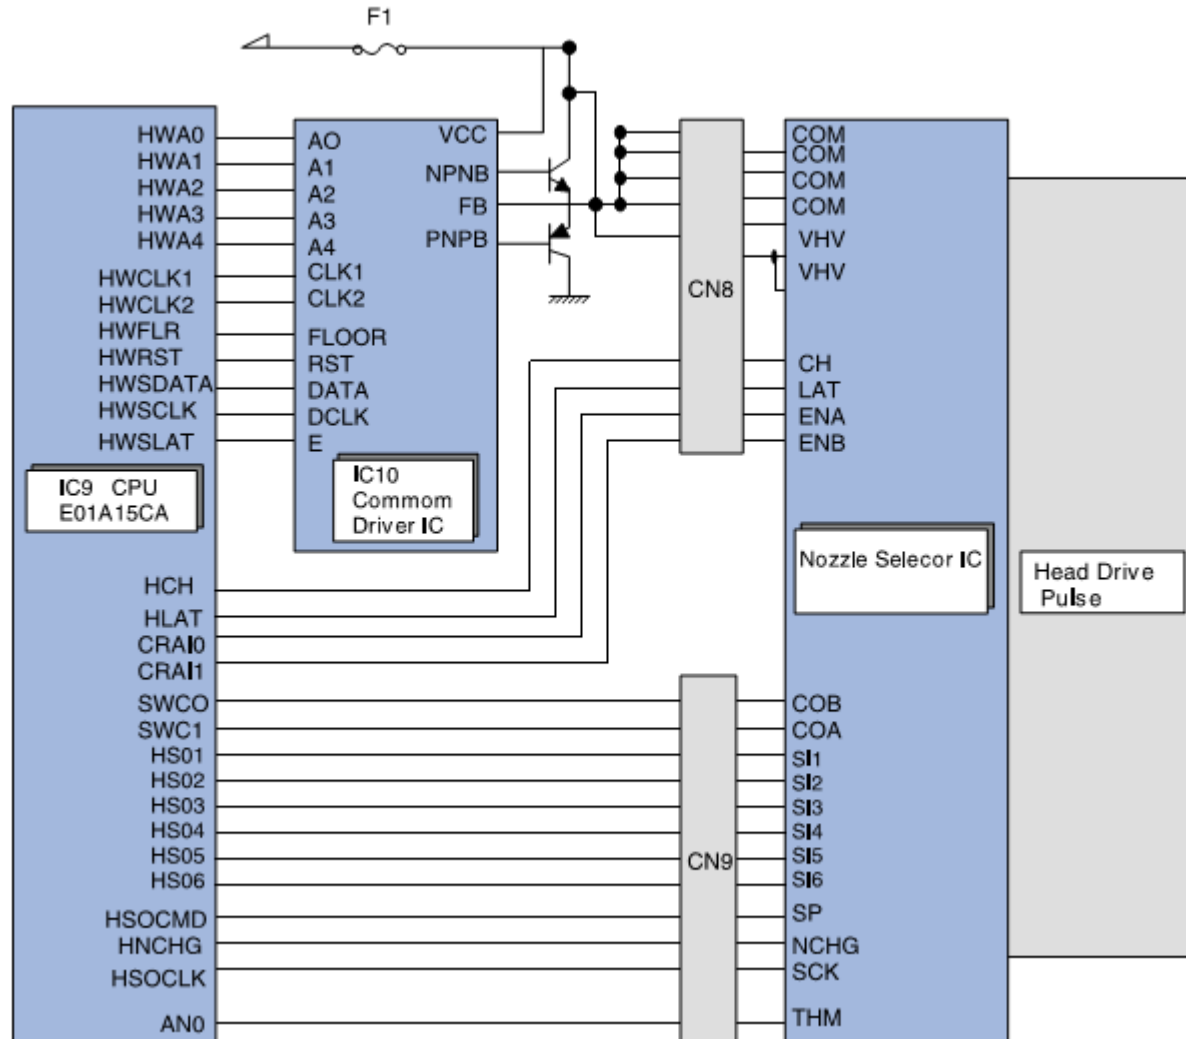 F1
HWA0
HWA1
HWA2
HWA3
HWA4
HWCLK1
HWCLK2
HWFLR
HWRST
HWSDATA
HWSCLK
HWSLAT
IC9 CPU
E01A15CA
HCH
HLAT
CRAI0
CRAI1
SWCO
SWC1
HS01
HS02
HS03
HS04
HS05
HS06
HSOCMD
HNCHG
HSOCLK
AN0
AO
A1
A2
A3
A4
CLK1
CLK2
FLOOR
RST
DATA
DCLK
E
VCC
NPNB
FB
PNPB
IC10
Commom
Driver IC
CN8
CN9
COM
COM
COM
COM
VHV
VHV
CH
LAT
ENA
ENB
Nozzle Selecor IC
COB
COA
SI1
SI2
SI3
SI4
SI5
SI6
SP
NCHG
SCK
THM
Head Drive
Pulse